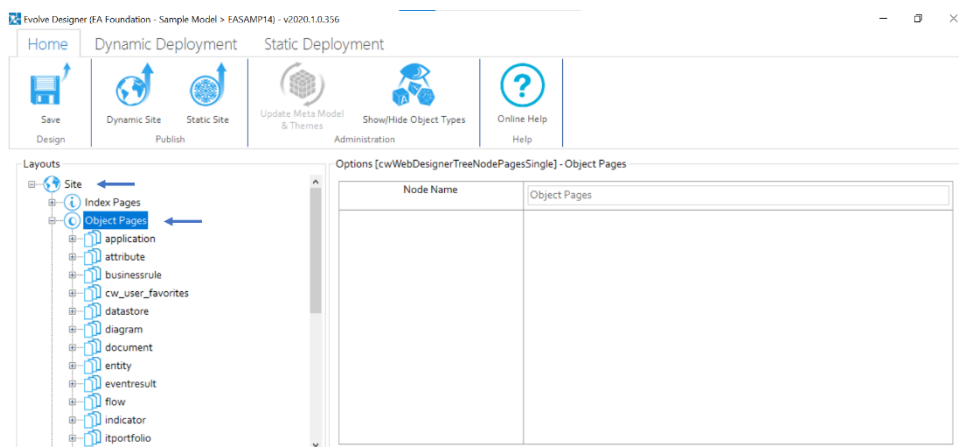 Evolve Designer (EA Foundation - Sample Model > EASAMP14) - v2020.1.0.356
Home Dynamic Deployment Static Deployment
Save Dynamic Site Static Site Update Meta Model & Themes Show/Hide Object Types Online Help
Design Publish Administration Help
Layouts
Site
Index Pages
Object Pages
application
attribute
businessrule
cw_user_favorites
datastore
diagram
document
entity
eventresult
flow
indicator
itportfolio
Options [cwWebDesignerTreeNodePagesSingle] - Object Pages
Node Name Object Pages